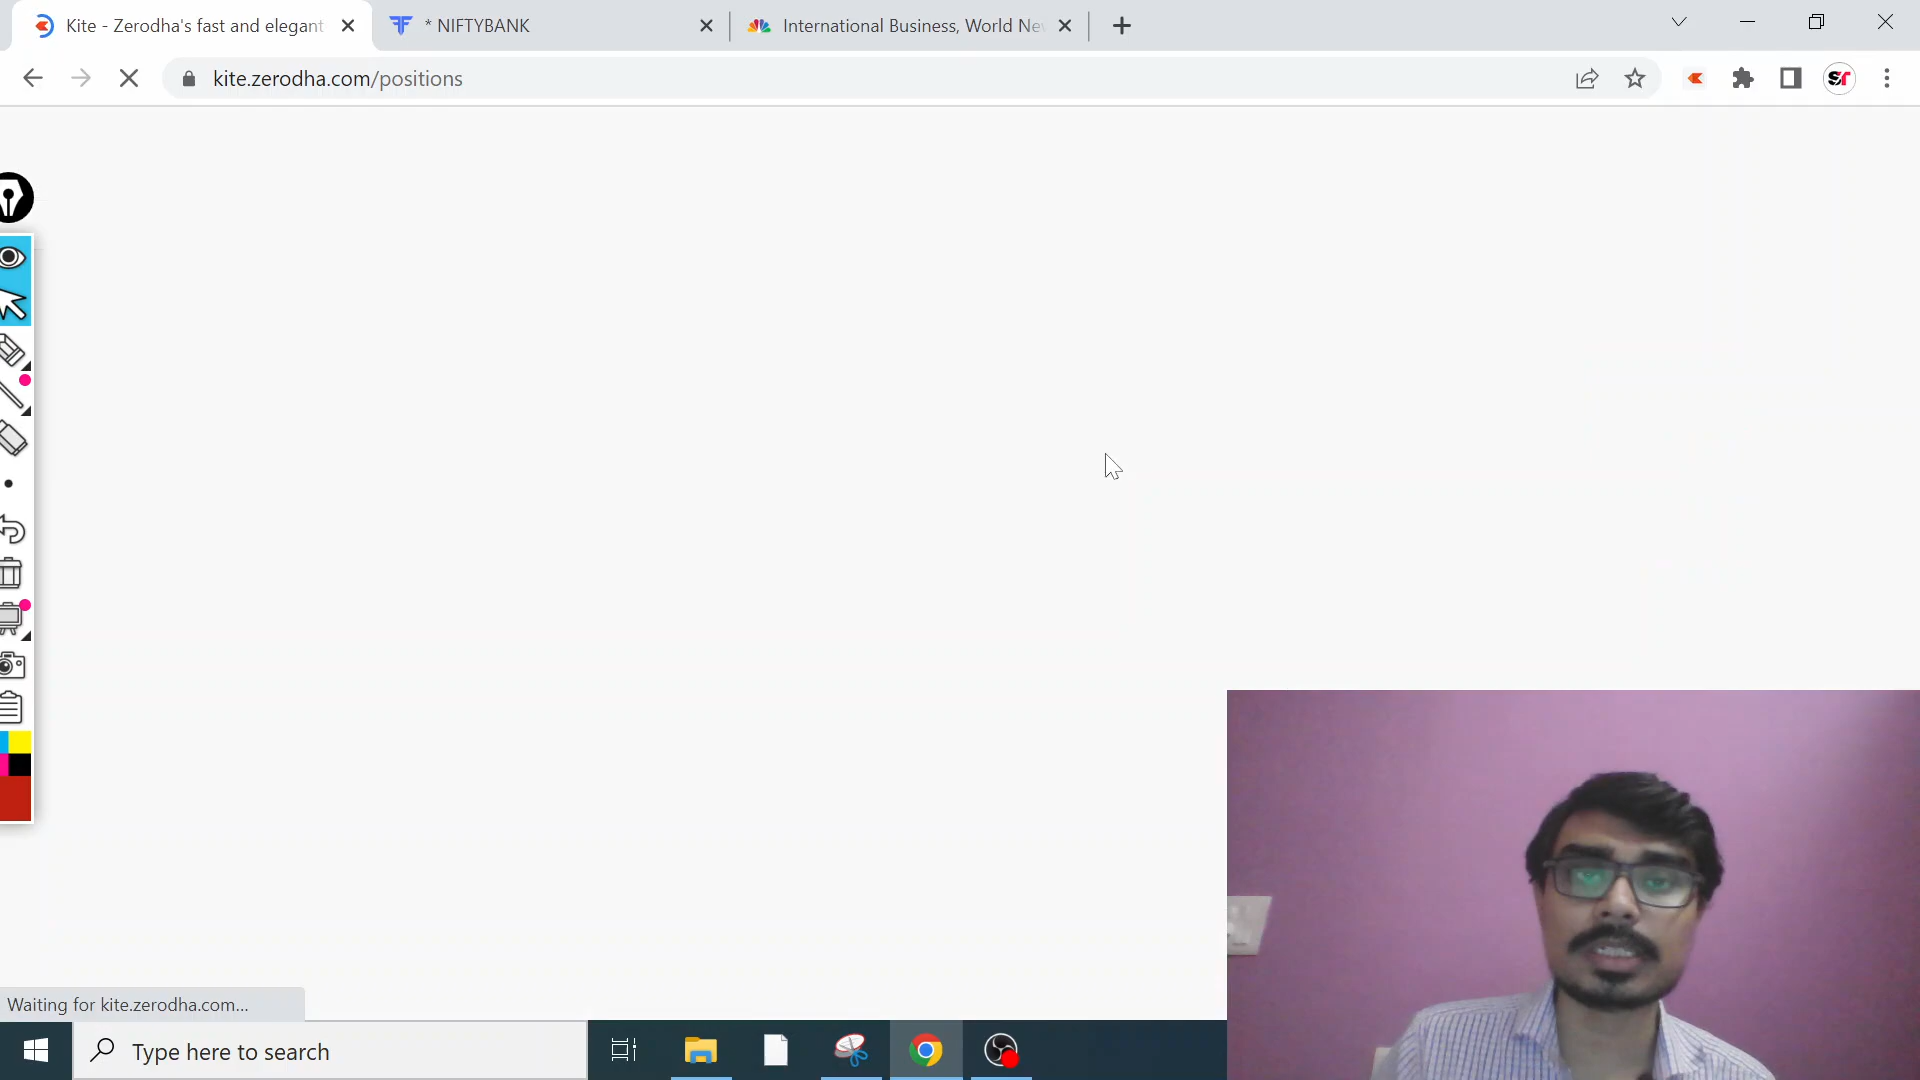 Kite - Zerodha's fast and elegant
* NIFTYBANK
International Business, World Ne
kite.zerodha.com/positions
sr
Waiting for kite.zerodha.com...
Type here to search